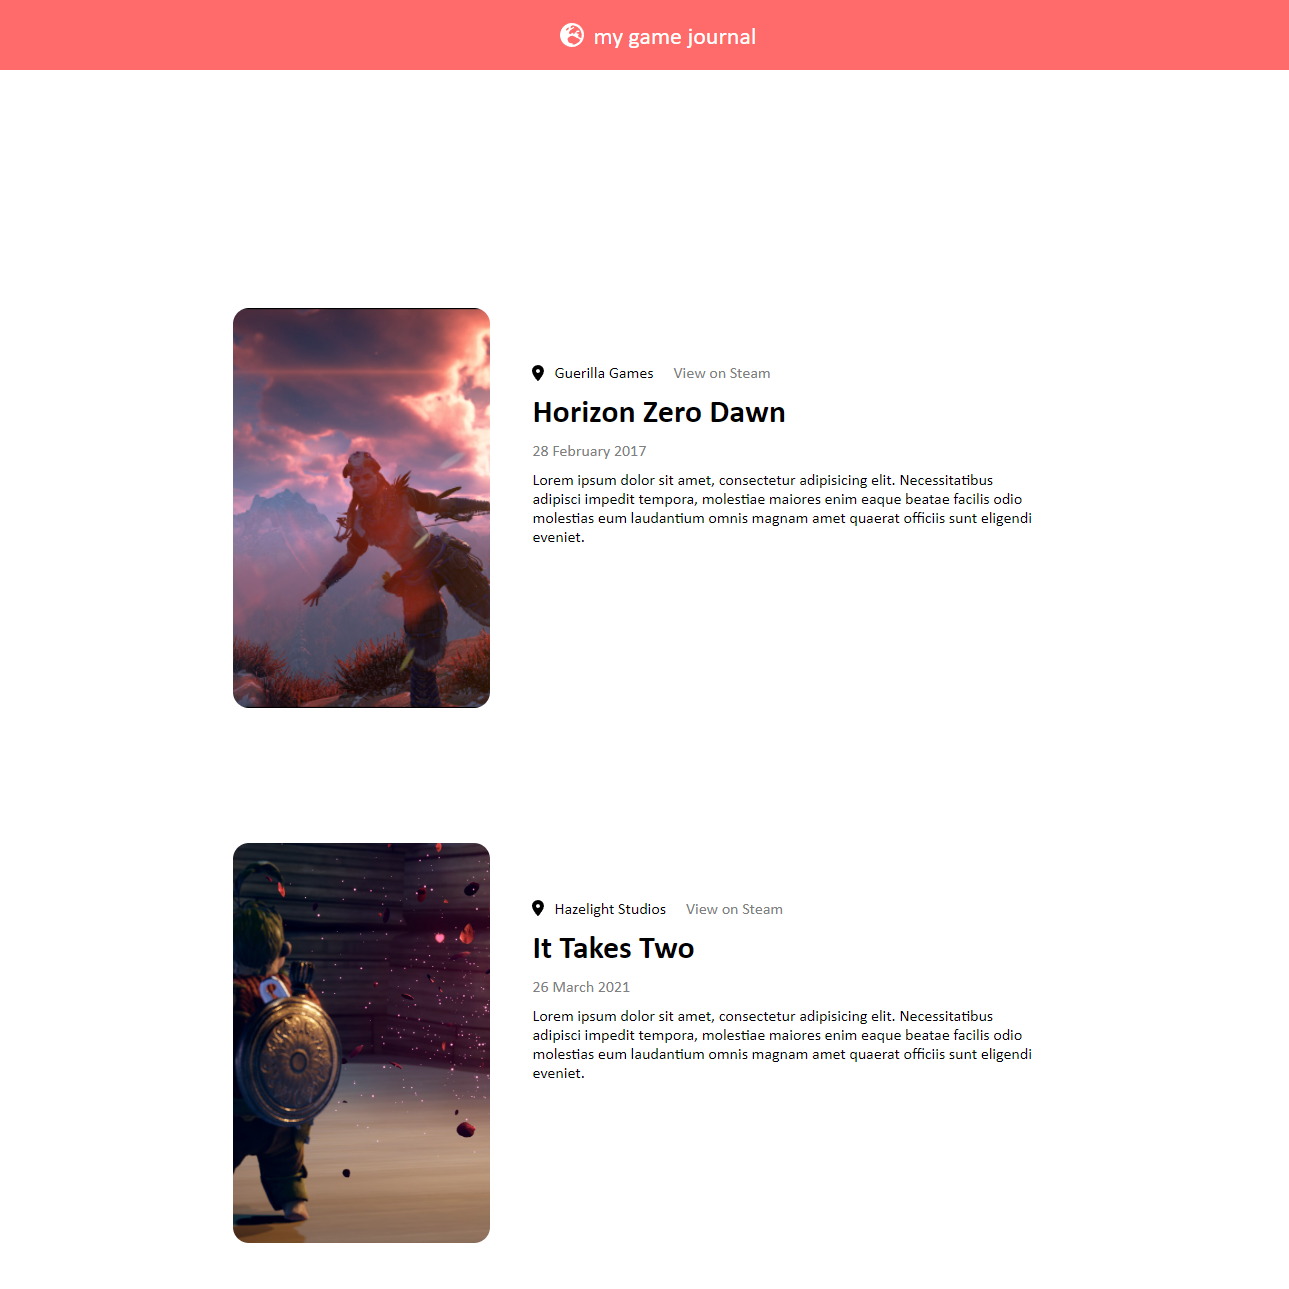 my game journal
Guerilla Games View on Steam
Horizon Zero Dawn
28 February 2017
Lorem ipsum dolor sit amet, consectetur adipisicing elit. Necessitatibus
adipisci impedit tempora, molestiae maiores enim eaque beatae facilis odio
molestias eum laudantium omnis magnam amet quaerat officiis sunt eligendi
eveniet.
Hazelight Studios View on Steam
It Takes Two
26 March 2021
Lorem ipsum dolor sit amet, consectetur adipisicing elit. Necessitatibus
adipisci impedit tempora, molestiae maiores enim eaque beatae facilis odio
molestias eum laudantium omnis magnam amet quaerat officiis sunt eligendi
eveniet.